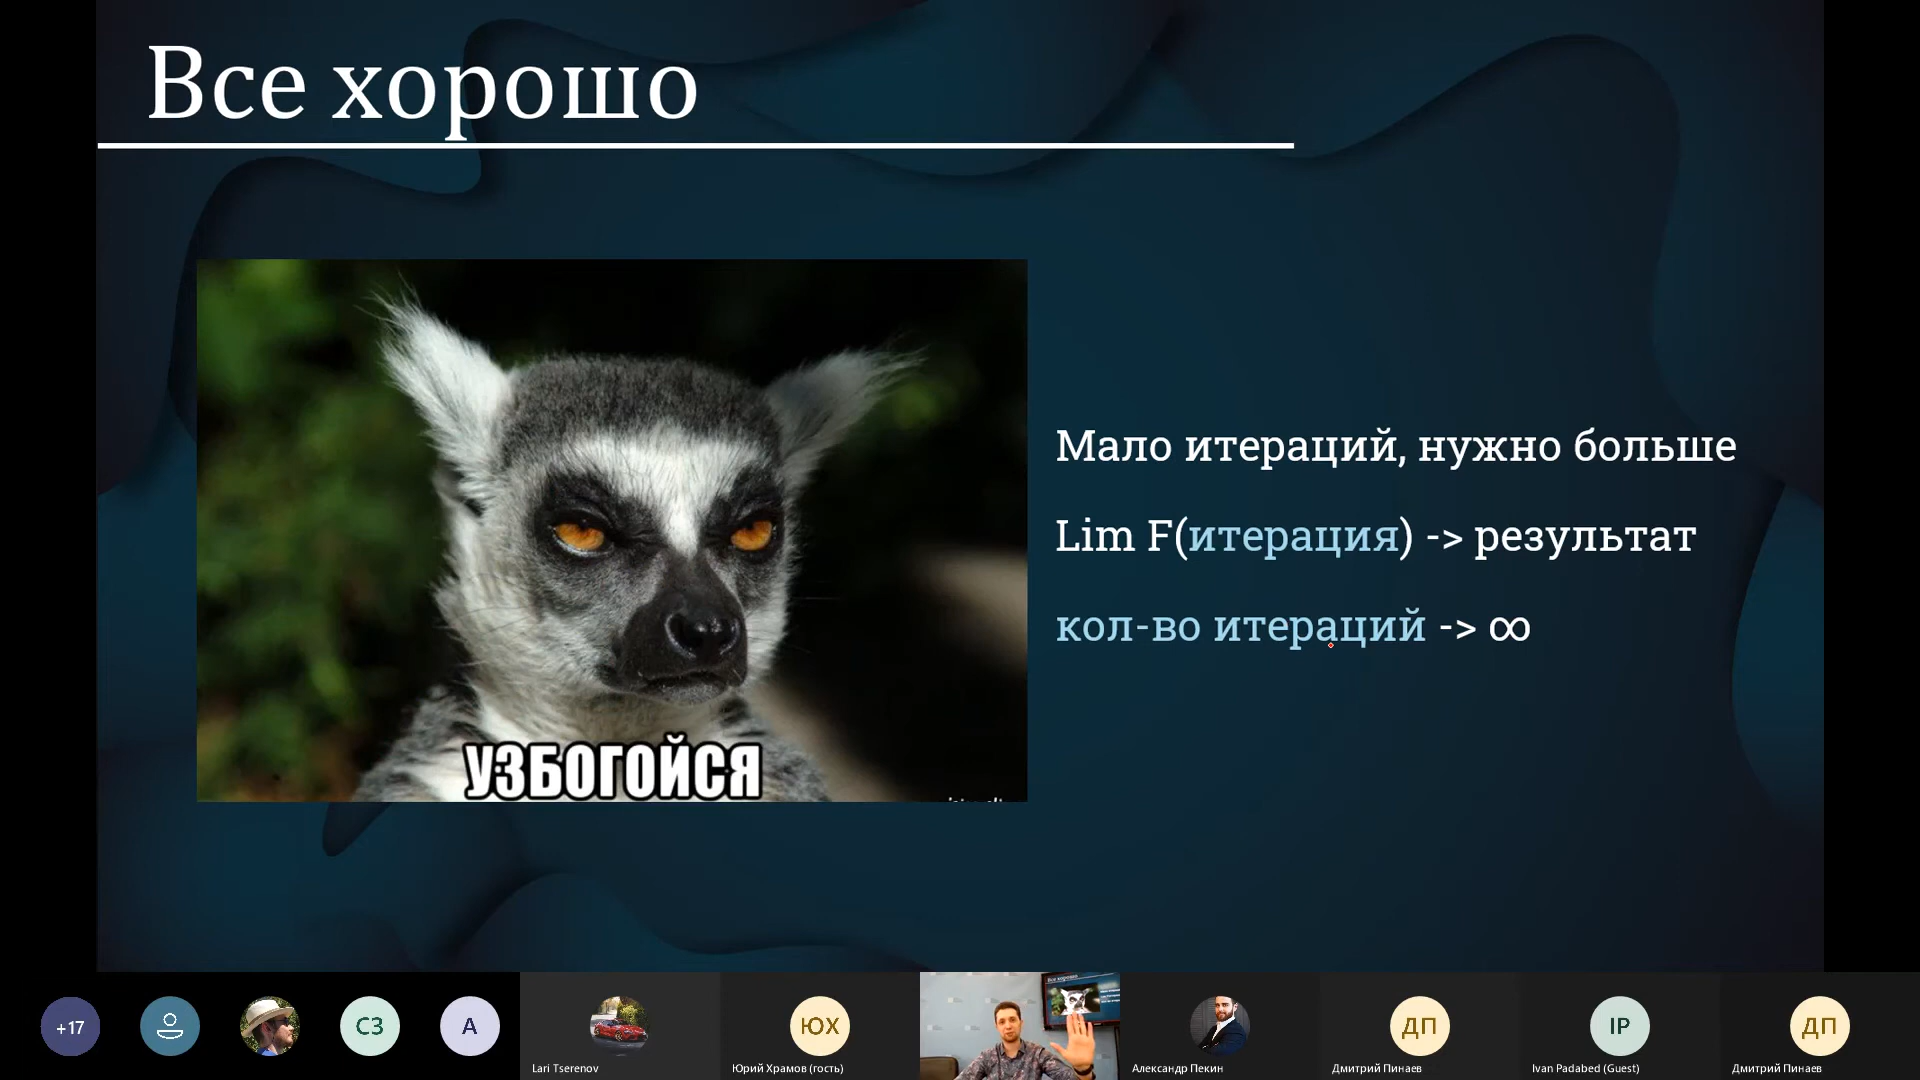 Все хорошо
УЗБОГОЙСЯ
Мало итераций, нужно больше
Lim F(итерация) -> результат
кол-во итераций -> ∞
+17
СЗ
А
Lari Tserenov
ЮХ
Юрий Храмов (гость)
Александр Пекин
ДП
Дмитрий Пинаев
IP
Ivan Padabed (Guest)
ДП
Дмитрий Пинаев